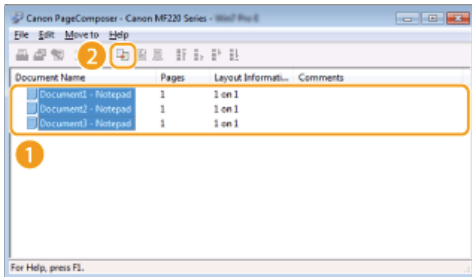 Canon PageComposer - Canon MF220 Series -
File Edit Move to Help
2
Document Name Pages Layout Informati... Comments
Document1 - Notepad 1 1 on 1
Document2 - Notepad 1 1 on 1
Document3 - Notepad 1 1 on 1
1
For Help, press F1.